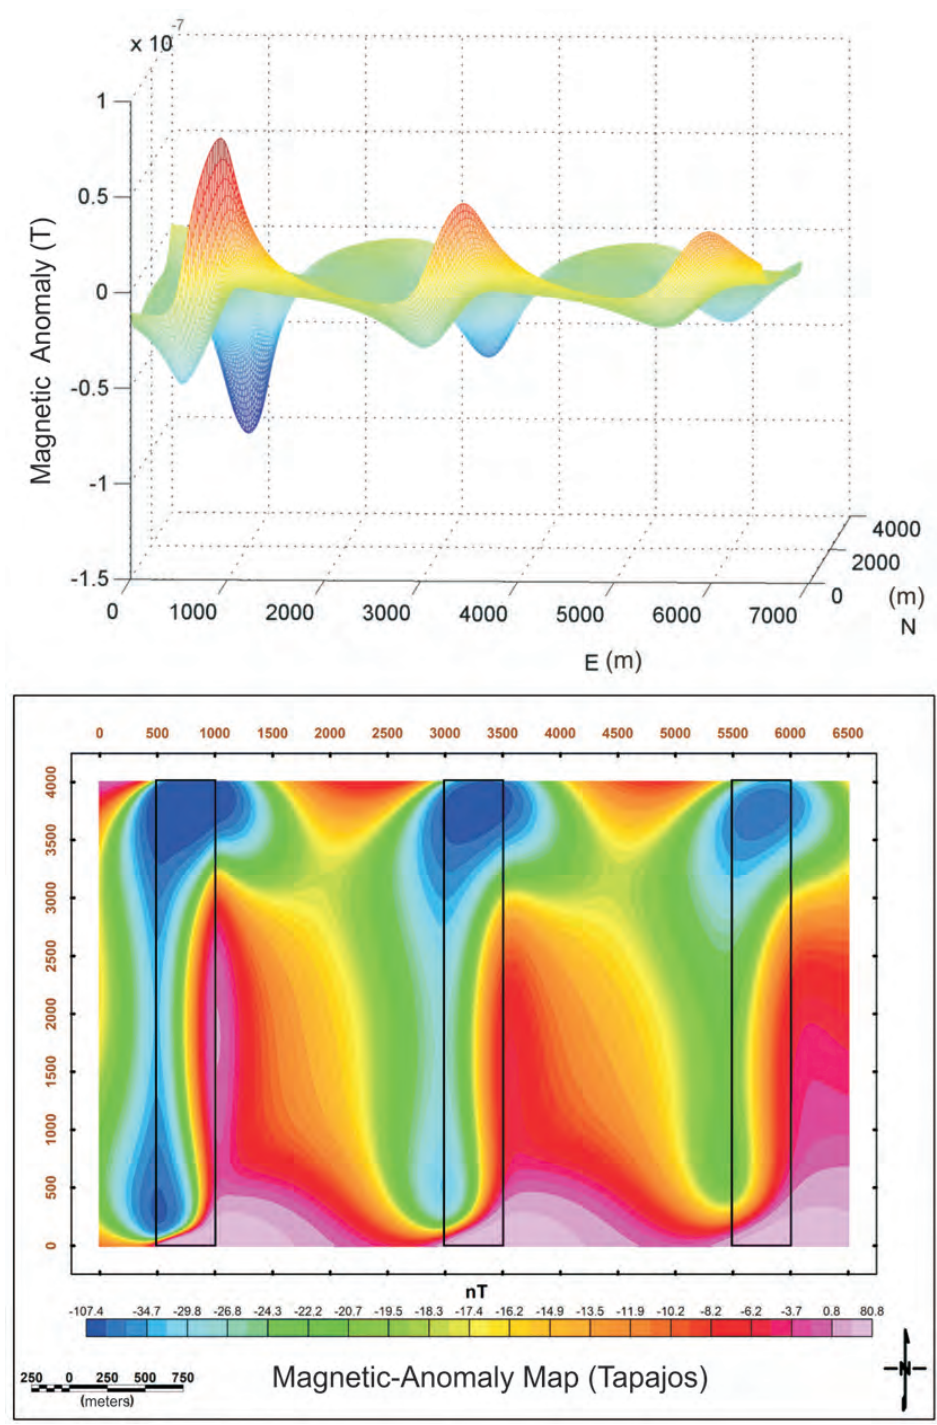 x 10-7
1
0.5
0
-0.5
-1
-1.5
Magnetic Anomaly (T)
0 1000 2000 3000 4000 5000 6000 7000
E (m)
4000
2000
0
(m)
N
0 500 1000 1500 2000 2500 3000 3500 4000 4500 5000 5500 6000 6500
4000
3500
3000
2500
2000
1500
1000
500
0
nT
-107.4 -34.7 -29.8 -26.8 -24.3 -22.2 -20.7 -19.5 -18.3 -17.4 -16.2 -14.9 -13.5 -11.9 -10.2 -8.2 -6.2 -3.7 0.8 80.8
250 0 250 500 750
(meters)
Magnetic-Anomaly Map (Tapajos)
N